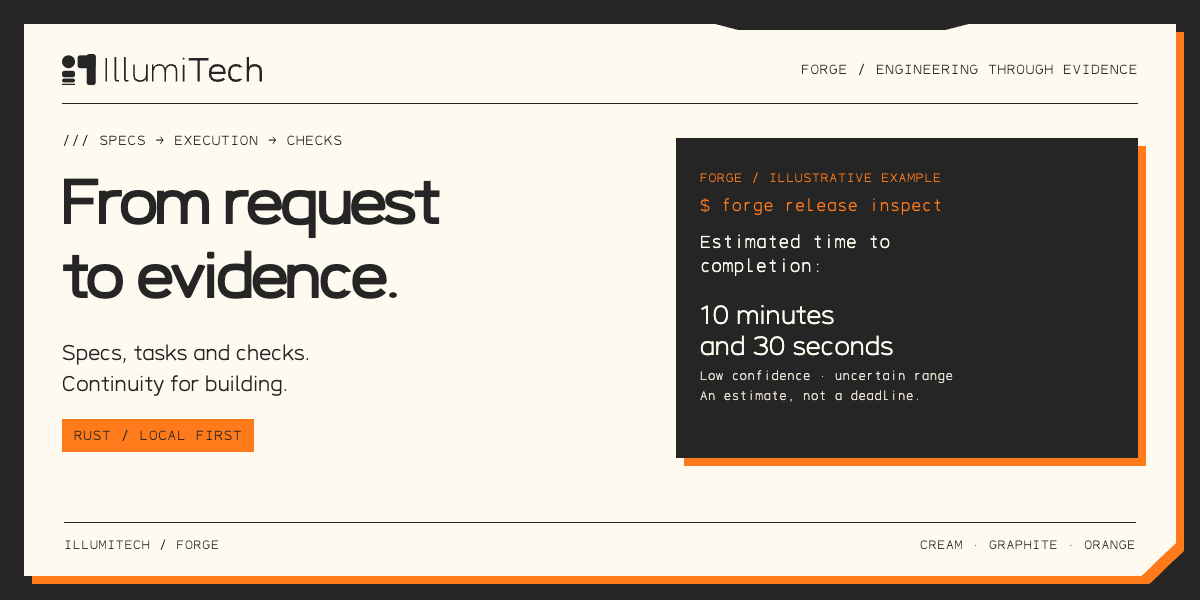 IllumiTech
FORGE / ENGINEERING THROUGH EVIDENCE
/// SPECS → EXECUTION → CHECKS
From request
to evidence.
Specs, tasks and checks.
Continuity for building.
RUST / LOCAL FIRST
FORGE / ILLUSTRATIVE EXAMPLE
$ forge release inspect
Estimated time to
completion:
10 minutes
and 30 seconds
Low confidence · uncertain range
An estimate, not a deadline.
ILLUMITECH / FORGE
CREAM · GRAPHITE · ORANGE